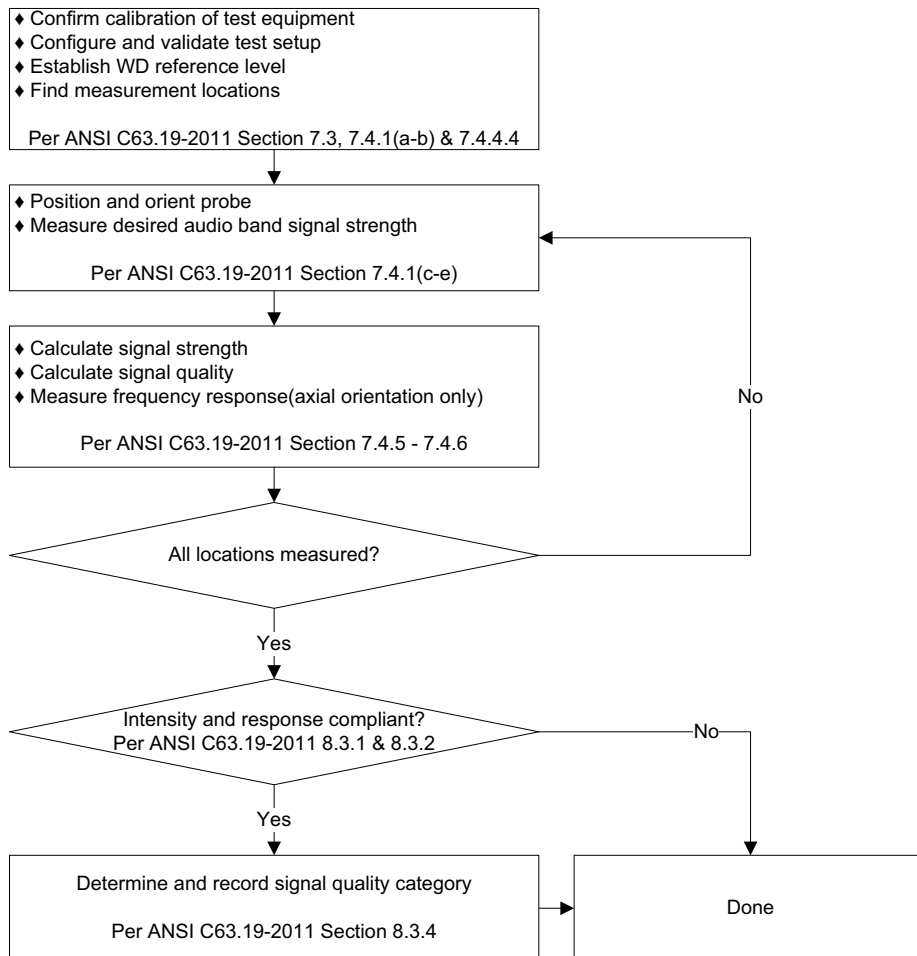 ♦ Confirm calibration of test equipment
♦ Configure and validate test setup
♦ Establish WD reference level
♦ Find measurement locations
Per ANSI C63.19-2011 Section 7.3, 7.4.1(a-b) & 7.4.4.4
♦ Position and orient probe
♦ Measure desired audio band signal strength
Per ANSI C63.19-2011 Section 7.4.1(c-e)
♦ Calculate signal strength
♦ Calculate signal quality
♦ Measure frequency response(axial orientation only)
Per ANSI C63.19-2011 Section 7.4.5 - 7.4.6
No
All locations measured?
Yes
Intensity and response compliant?
Per ANSI C63.19-2011 8.3.1 & 8.3.2
No
Yes
Determine and record signal quality category
Per ANSI C63.19-2011 Section 8.3.4
Done